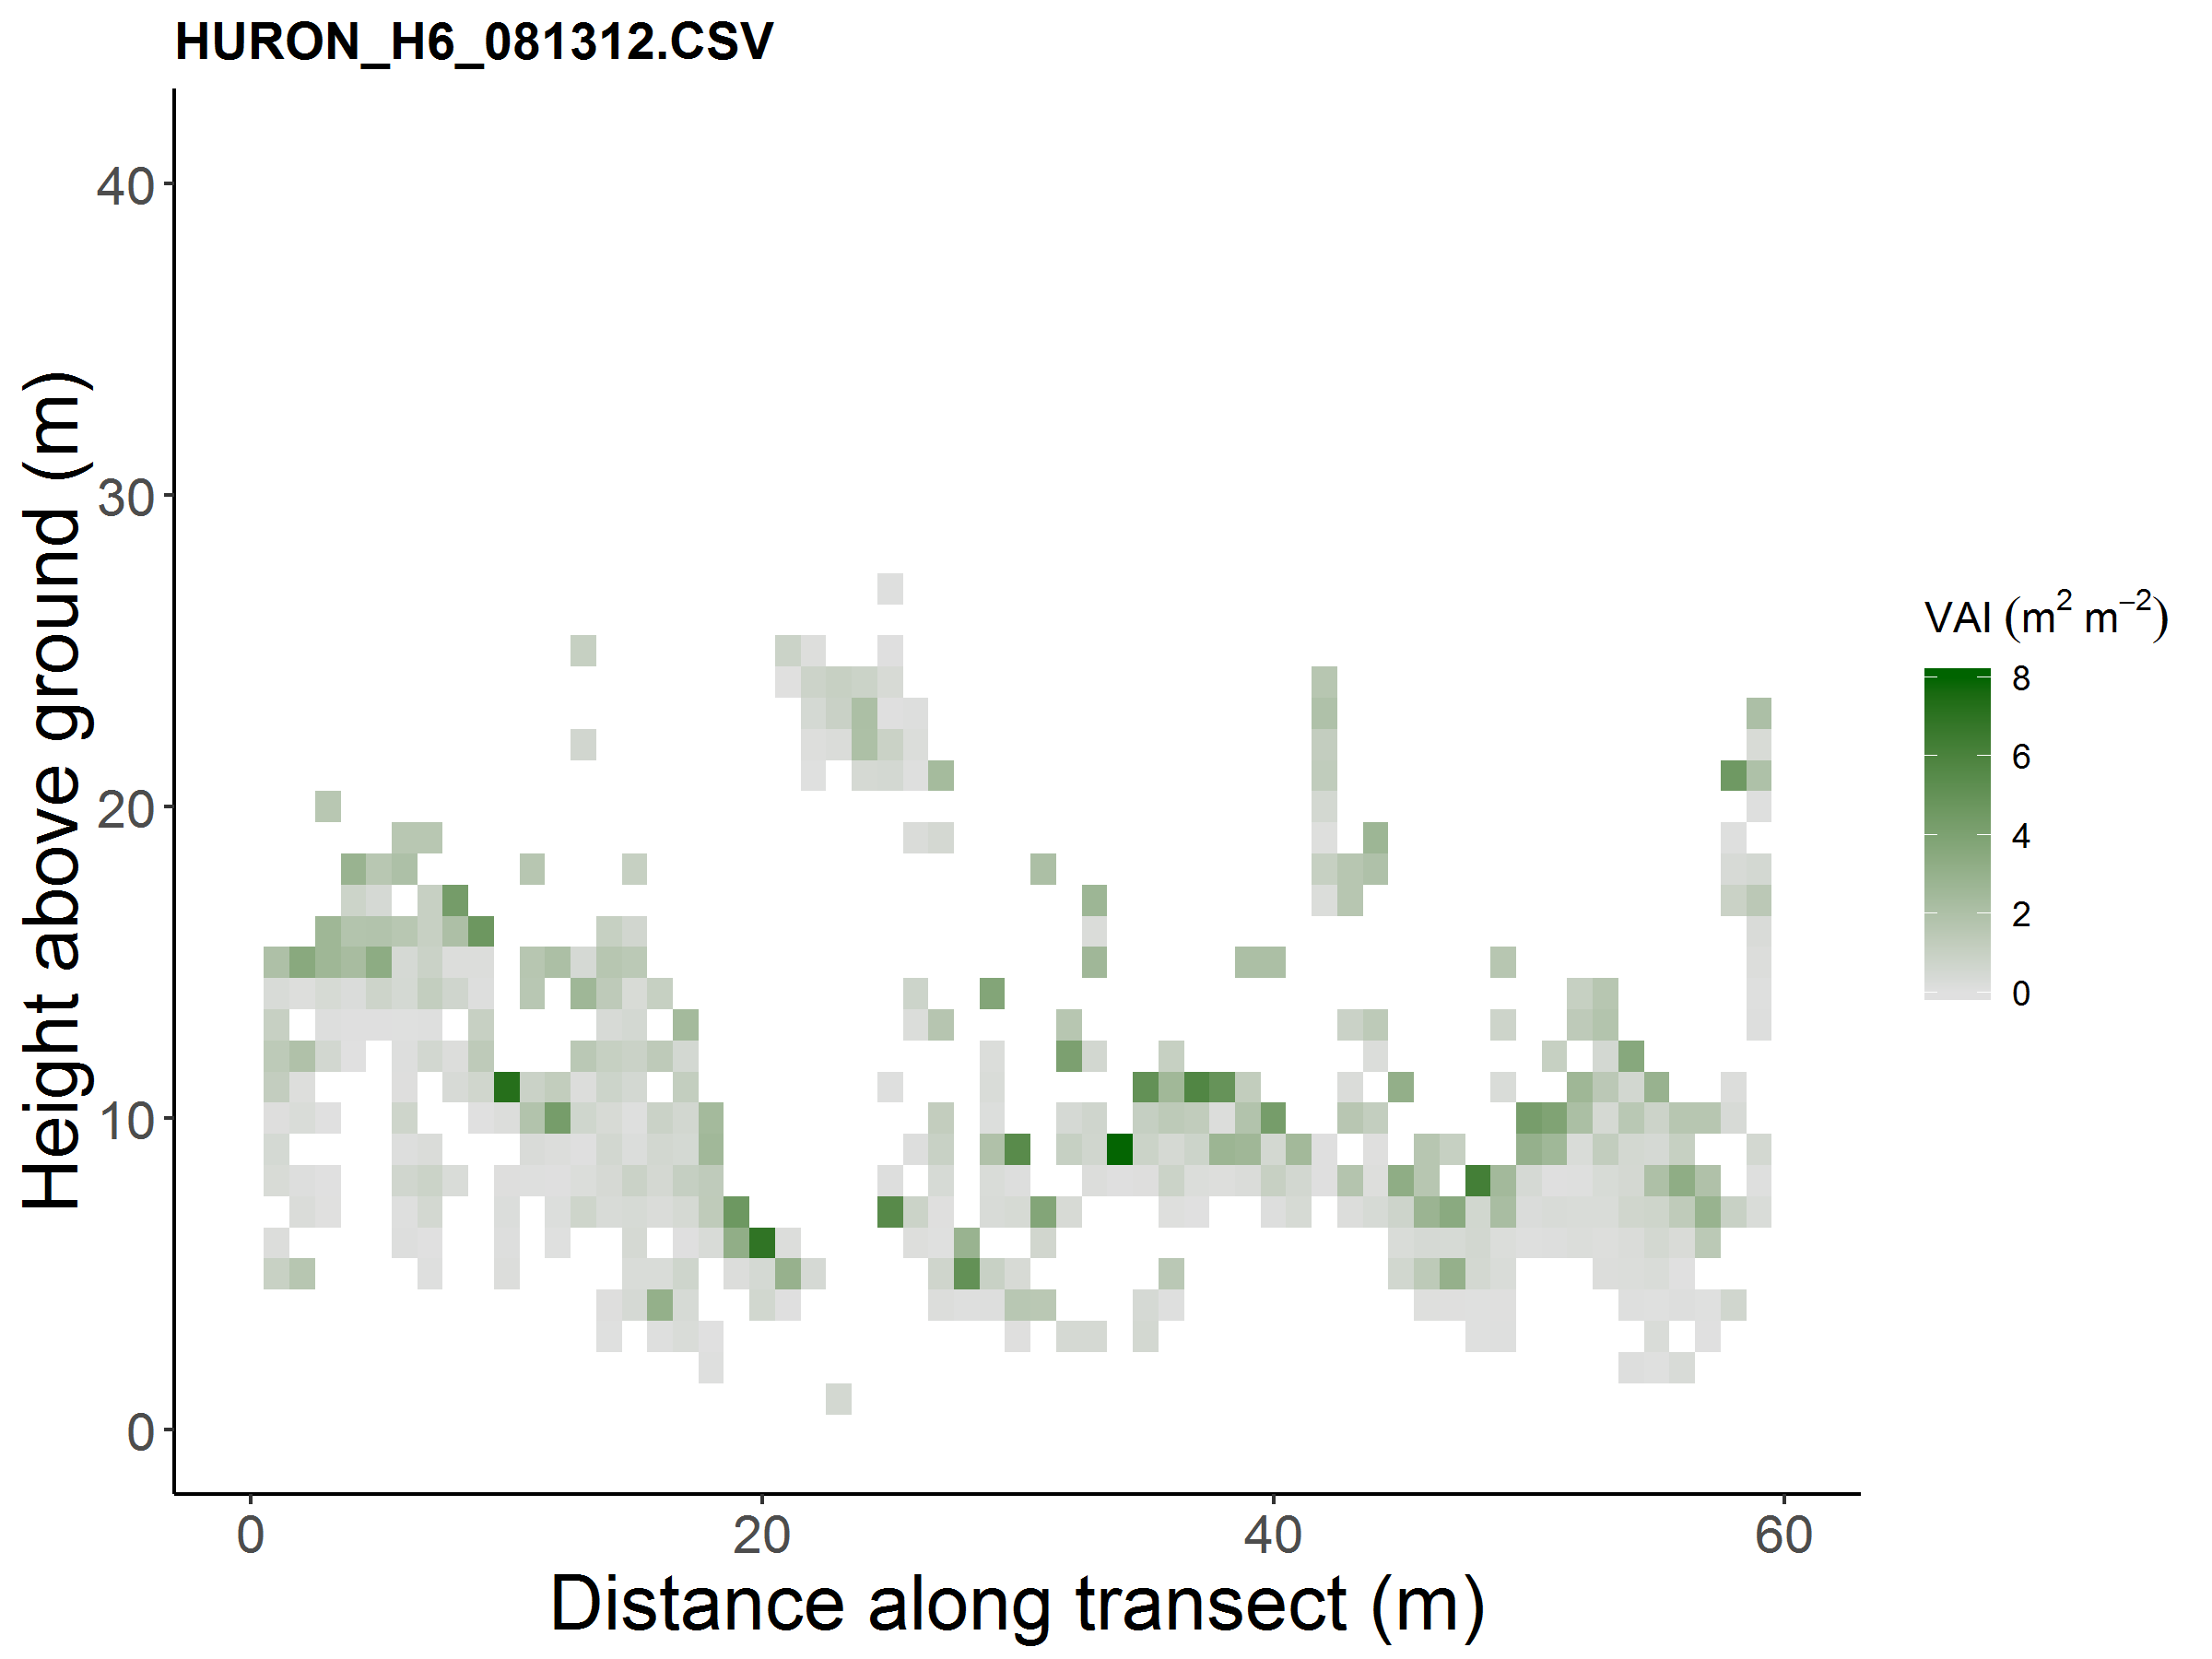 HURON_H6_081312.CSV
Height above ground (m)
40
30
20
10
0
0 20 40 60
Distance along transect (m)
VAI (m² m⁻²)
8
6
4
2
0